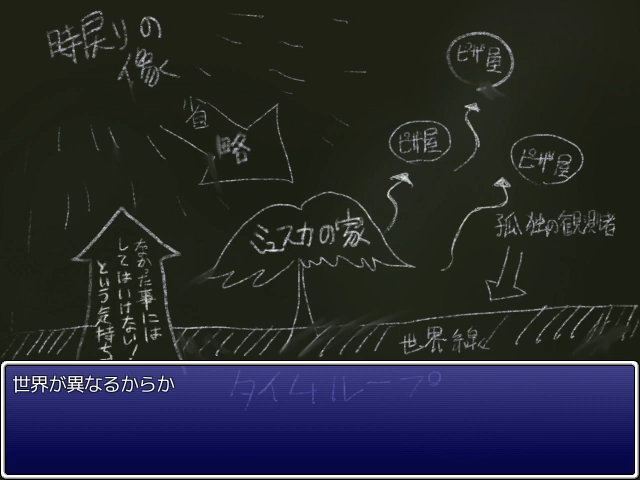 時戻りの
像
省
略
ピザ屋
ピザ屋
ピザ屋
ミュスカの家
孤独の観測者
なかった事には
してはいけない！
という気持ち
世界線
世界が異なるからか
タイムループ